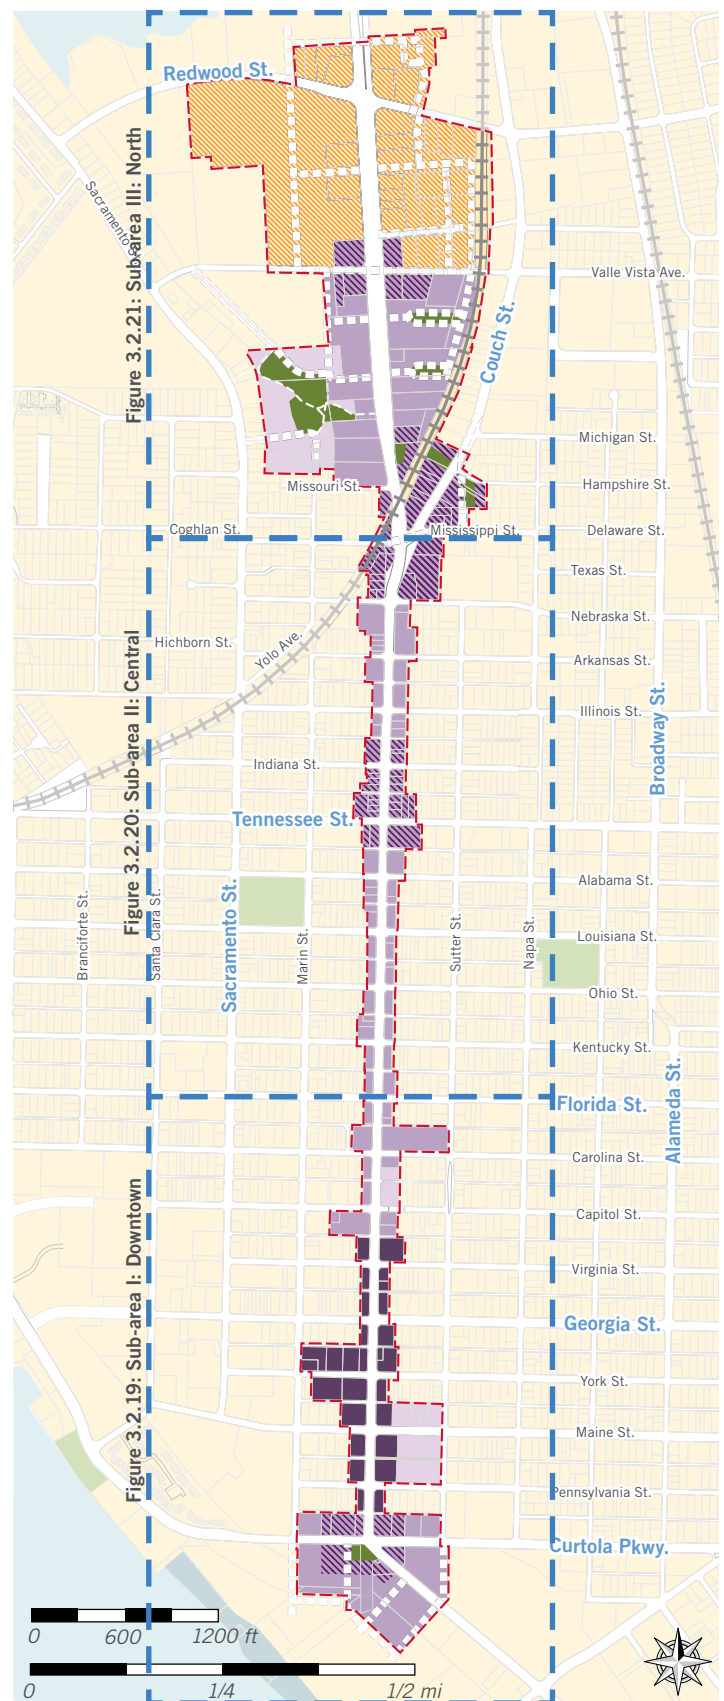 Redwood St.
Sacramento St.
Figure 3.2.21: Sub-area III: North
Valle Vista Ave.
Couch St.
Michigan St.
Missouri St.
Hampshire St.
Coghlan St.
Mississippi St.
Delaware St.
Texas St.
Nebraska St.
Hichborn St.
Yolo Ave.
Arkansas St.
Figure 3.2.20: Sub-area II: Central
Illinois St.
Broadway St.
Indiana St.
Tennessee St.
Alabama St.
Branciforte St.
Santa Clara St.
Sacramento St.
Marin St.
Sutter St.
Napa St.
Louisiana St.
Ohio St.
Kentucky St.
Florida St.
Alameda St.
Carolina St.
Capitol St.
Figure 3.2.19: Sub-area I: Downtown
Virginia St.
Georgia St.
York St.
Maine St.
Pennsylvania St.
Curtola Pkwy.
0 600 1200 ft
0 1/4 1/2 mi